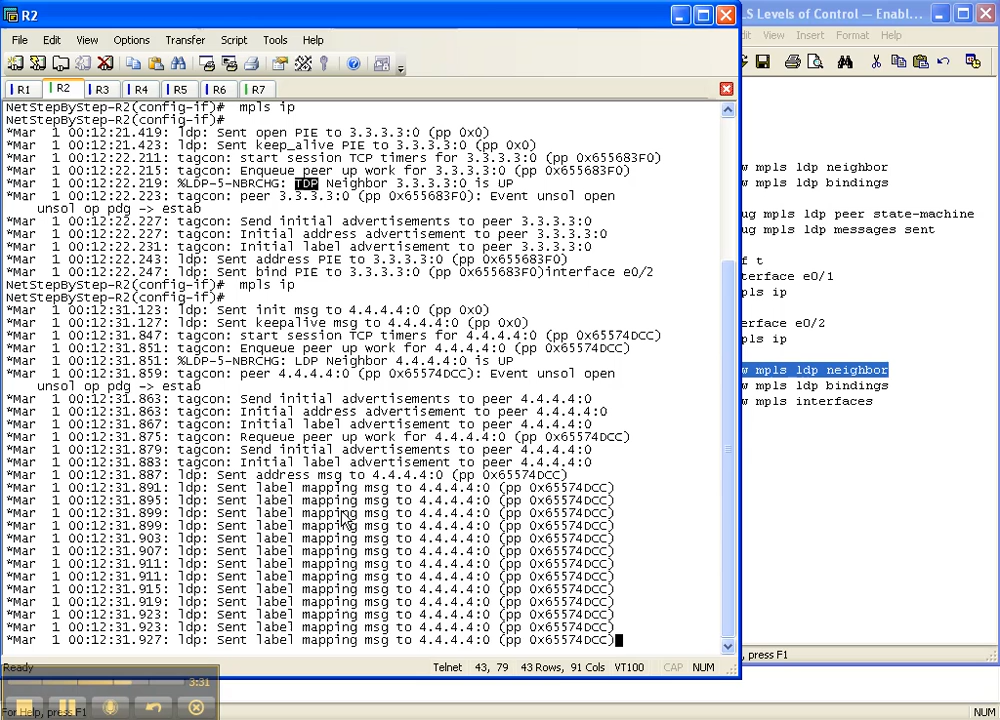 R2
File Edit View Options Transfer Script Tools Help
R1 R2 R3 R4 R5 R6 R7
NetStepByStep-R2(config-if)#  mpls ip
NetStepByStep-R2(config-if)#
*Mar  1 00:12:21.419: ldp: Sent open PIE to 3.3.3.3:0 (pp 0x0)
*Mar  1 00:12:21.423: ldp: Sent keep_alive PIE to 3.3.3.3:0 (pp 0x0)
*Mar  1 00:12:22.211: tagcon: start session TCP timers for 3.3.3.3:0 (pp 0x655683F0)
*Mar  1 00:12:22.215: tagcon: Enqueue peer up work for 3.3.3.3:0 (pp 0x655683F0)
*Mar  1 00:12:22.219: %LDP-5-NBRCHG: TDP Neighbor 3.3.3.3:0 is UP
*Mar  1 00:12:22.223: tagcon: peer 3.3.3.3:0 (pp 0x655683F0): Event unsol open
unsol op pdg -> estab
*Mar  1 00:12:22.227: tagcon: Send initial advertisements to peer 3.3.3.3:0
*Mar  1 00:12:22.227: tagcon: Initial address advertisement to peer 3.3.3.3:0
*Mar  1 00:12:22.231: tagcon: Initial label advertisement to peer 3.3.3.3:0
*Mar  1 00:12:22.243: ldp: Sent address PIE to 3.3.3.3:0 (pp 0x655683F0)
*Mar  1 00:12:22.247: ldp: Sent bind PIE to 3.3.3.3:0 (pp 0x655683F0)interface e0/2
NetStepByStep-R2(config-if)#  mpls ip
NetStepByStep-R2(config-if)#
*Mar  1 00:12:31.123: ldp: Sent init msg to 4.4.4.4:0 (pp 0x0)
*Mar  1 00:12:31.127: ldp: Sent keepalive msg to 4.4.4.4:0 (pp 0x0)
*Mar  1 00:12:31.847: tagcon: start session TCP timers for 4.4.4.4:0 (pp 0x65574DCC)
*Mar  1 00:12:31.851: tagcon: Enqueue peer up work for 4.4.4.4:0 (pp 0x65574DCC)
*Mar  1 00:12:31.851: %LDP-5-NBRCHG: LDP Neighbor 4.4.4.4:0 is UP
*Mar  1 00:12:31.859: tagcon: peer 4.4.4.4:0 (pp 0x65574DCC): Event unsol open
unsol op pdg -> estab
*Mar  1 00:12:31.863: tagcon: Send initial advertisements to peer 4.4.4.4:0
*Mar  1 00:12:31.863: tagcon: Initial address advertisement to peer 4.4.4.4:0
*Mar  1 00:12:31.867: tagcon: Initial label advertisement to peer 4.4.4.4:0
*Mar  1 00:12:31.875: tagcon: Requeue peer up work for 4.4.4.4:0 (pp 0x65574DCC)
*Mar  1 00:12:31.879: tagcon: Send initial advertisements to peer 4.4.4.4:0
*Mar  1 00:12:31.883: tagcon: Initial label advertisement to peer 4.4.4.4:0
*Mar  1 00:12:31.887: ldp: Sent address msg to 4.4.4.4:0 (pp 0x65574DCC)
*Mar  1 00:12:31.891: ldp: Sent label mapping msg to 4.4.4.4:0 (pp 0x65574DCC)
*Mar  1 00:12:31.895: ldp: Sent label mapping msg to 4.4.4.4:0 (pp 0x65574DCC)
*Mar  1 00:12:31.899: ldp: Sent label mapping msg to 4.4.4.4:0 (pp 0x65574DCC)
*Mar  1 00:12:31.899: ldp: Sent label mapping msg to 4.4.4.4:0 (pp 0x65574DCC)
*Mar  1 00:12:31.903: ldp: Sent label mapping msg to 4.4.4.4:0 (pp 0x65574DCC)
*Mar  1 00:12:31.907: ldp: Sent label mapping msg to 4.4.4.4:0 (pp 0x65574DCC)
*Mar  1 00:12:31.911: ldp: Sent label mapping msg to 4.4.4.4:0 (pp 0x65574DCC)
*Mar  1 00:12:31.911: ldp: Sent label mapping msg to 4.4.4.4:0 (pp 0x65574DCC)
*Mar  1 00:12:31.915: ldp: Sent label mapping msg to 4.4.4.4:0 (pp 0x65574DCC)
*Mar  1 00:12:31.919: ldp: Sent label mapping msg to 4.4.4.4:0 (pp 0x65574DCC)
*Mar  1 00:12:31.923: ldp: Sent label mapping msg to 4.4.4.4:0 (pp 0x65574DCC)
*Mar  1 00:12:31.923: ldp: Sent label mapping msg to 4.4.4.4:0 (pp 0x65574DCC)
*Mar  1 00:12:31.927: ldp: Sent label mapping msg to 4.4.4.4:0 (pp 0x65574DCC)
Ready Telnet 43, 79 43 Rows, 91 Cols VT100 CAP NUM
3:31
For Help, press F1
LS Levels of Control — Enabl...
dit View Insert Format Help
w mpls ldp neighbor
w mpls ldp bindings
ug mpls ldp peer state-machine
ug mpls ldp messages sent
f t
terface e0/1
pls ip
erface e0/2
pls ip
w mpls ldp neighbor
w mpls ldp bindings
w mpls interfaces
, press F1
NUM